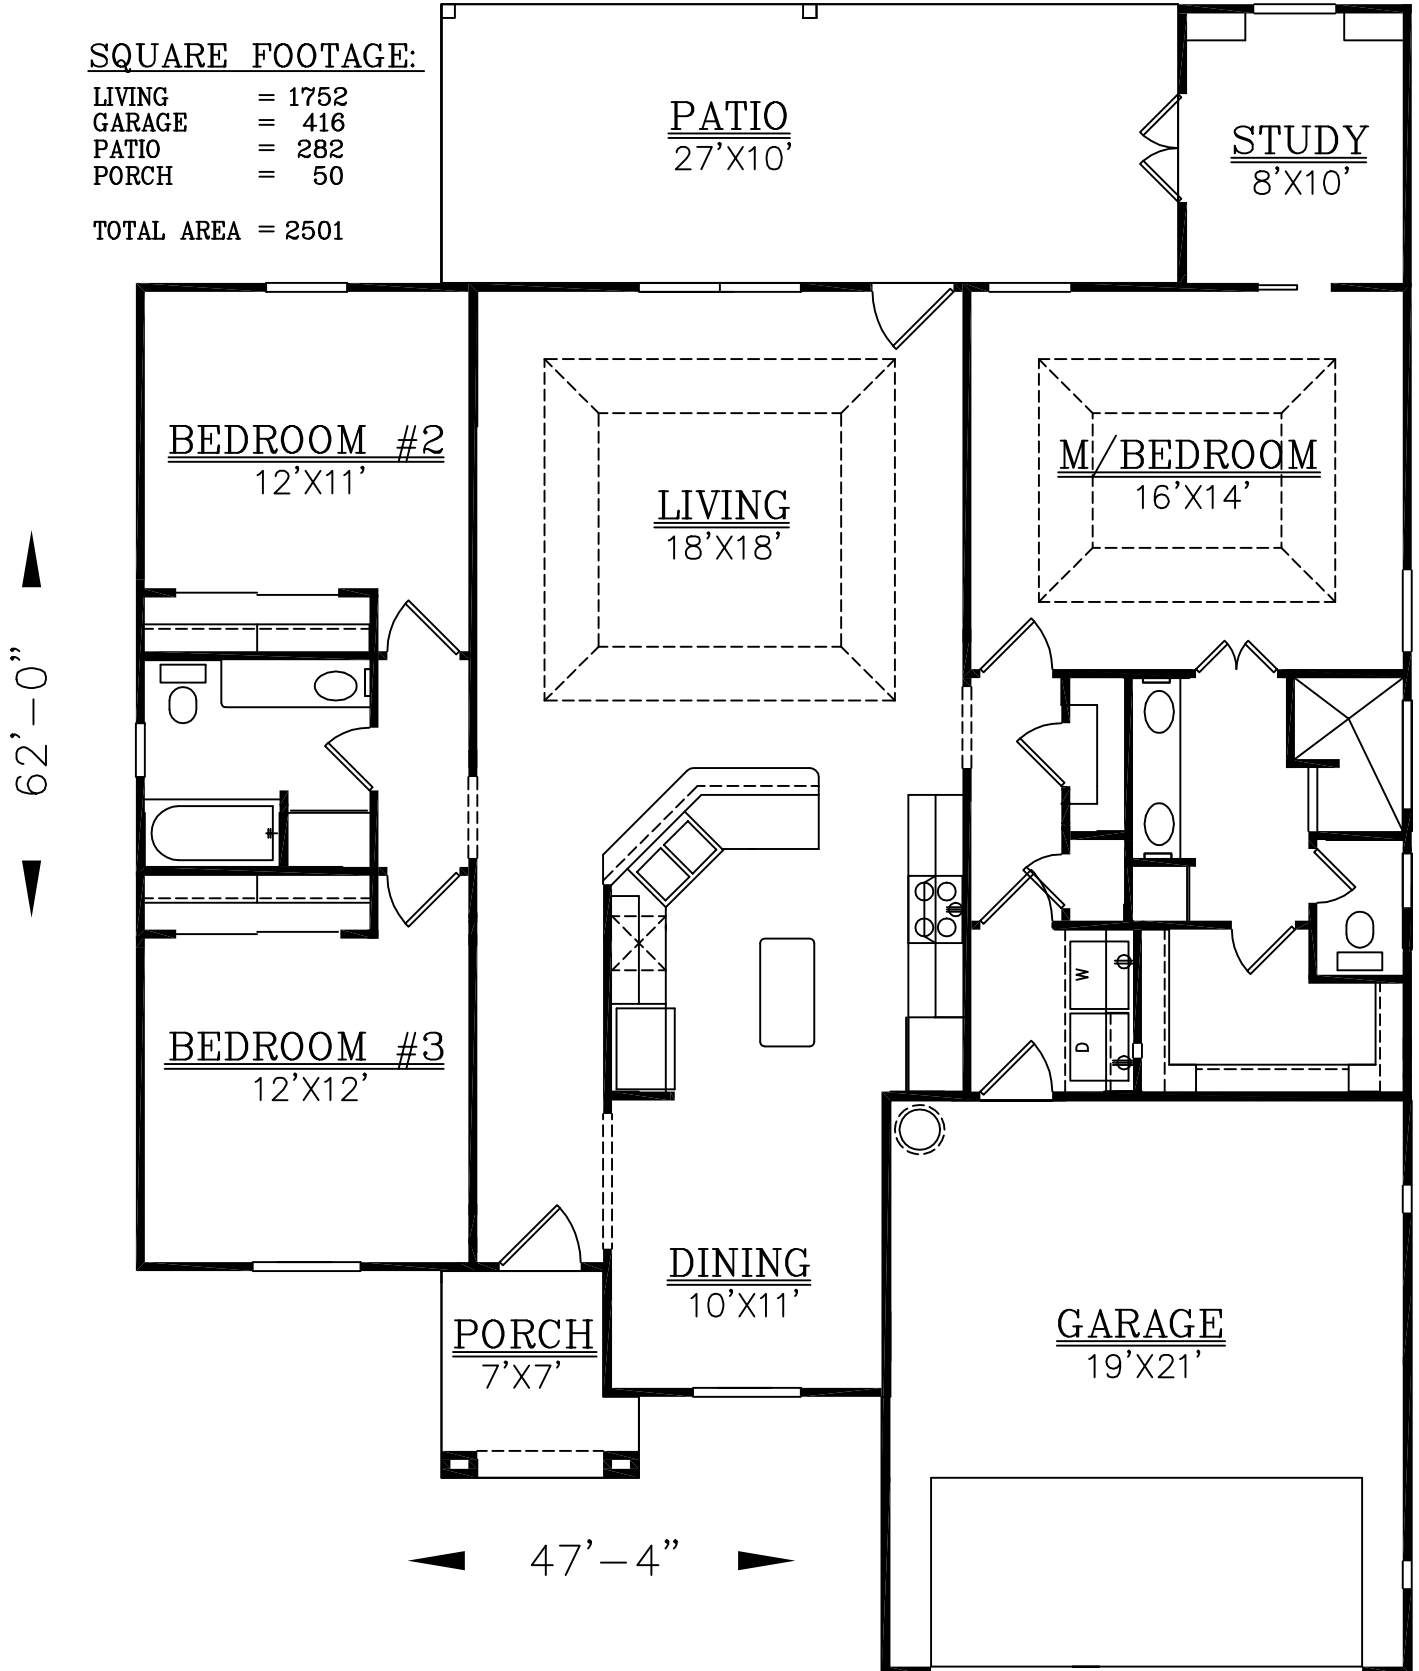 SQUARE FOOTAGE:
LIVING = 1752
GARAGE = 416
PATIO = 282
PORCH = 50
TOTAL AREA = 2501
PATIO
27'X10'
STUDY
8'X10'
BEDROOM #2
12'X11'
LIVING
18'X18'
M/BEDROOM
16'X14'
62'-0"
W
D
BEDROOM #3
12'X12'
DINING
10'X11'
PORCH
7'X7'
GARAGE
19'X21'
47'-4"